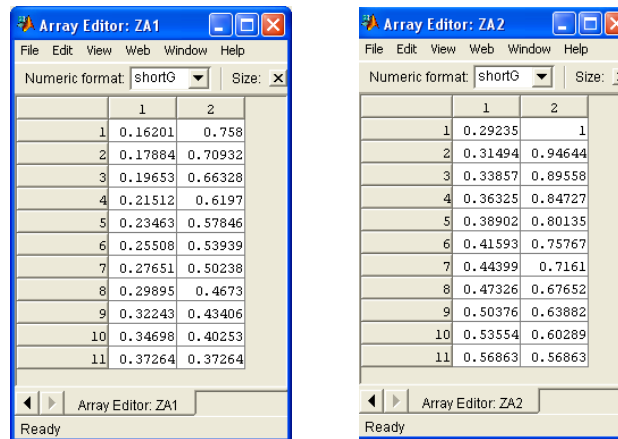 Array Editor: ZA1
File Edit View Web Window Help
Numeric format: shortG Size:
1 2
1 0.16201 0.758
2 0.17884 0.70932
3 0.19653 0.66328
4 0.21512 0.6197
5 0.23463 0.57846
6 0.25508 0.53939
7 0.27651 0.50238
8 0.29895 0.4673
9 0.32243 0.43406
10 0.34698 0.40253
11 0.37264 0.37264
Array Editor: ZA1
Ready
Array Editor: ZA2
File Edit View Web Window Help
Numeric format: shortG Size:
1 2
1 0.29235 1
2 0.31494 0.94644
3 0.33857 0.89558
4 0.36325 0.84727
5 0.38902 0.80135
6 0.41593 0.75767
7 0.44399 0.7161
8 0.47326 0.67652
9 0.50376 0.63882
10 0.53554 0.60289
11 0.56863 0.56863
Array Editor: ZA2
Ready